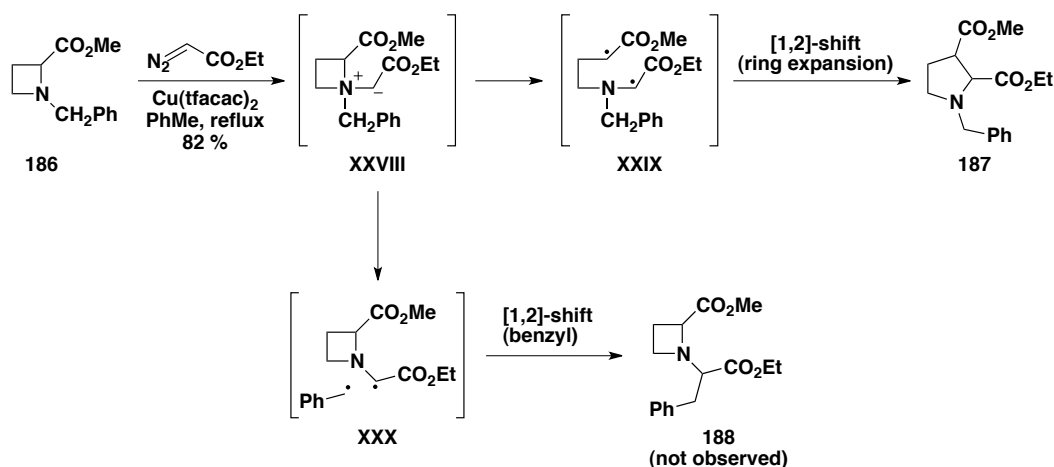 CO2Me
N
CH2Ph
186
N2
CO2Et
Cu(tfacac)2
PhMe, reflux
82 %
CO2Me
CO2Et
N
+
−
CH2Ph
XXVIII
CO2Me
CO2Et
N
CH2Ph
XXIX
[1,2]-shift
(ring expansion)
CO2Me
CO2Et
N
Ph
187
CO2Me
N
CO2Et
Ph
XXX
[1,2]-shift
(benzyl)
CO2Me
N
CO2Et
Ph
188
(not observed)